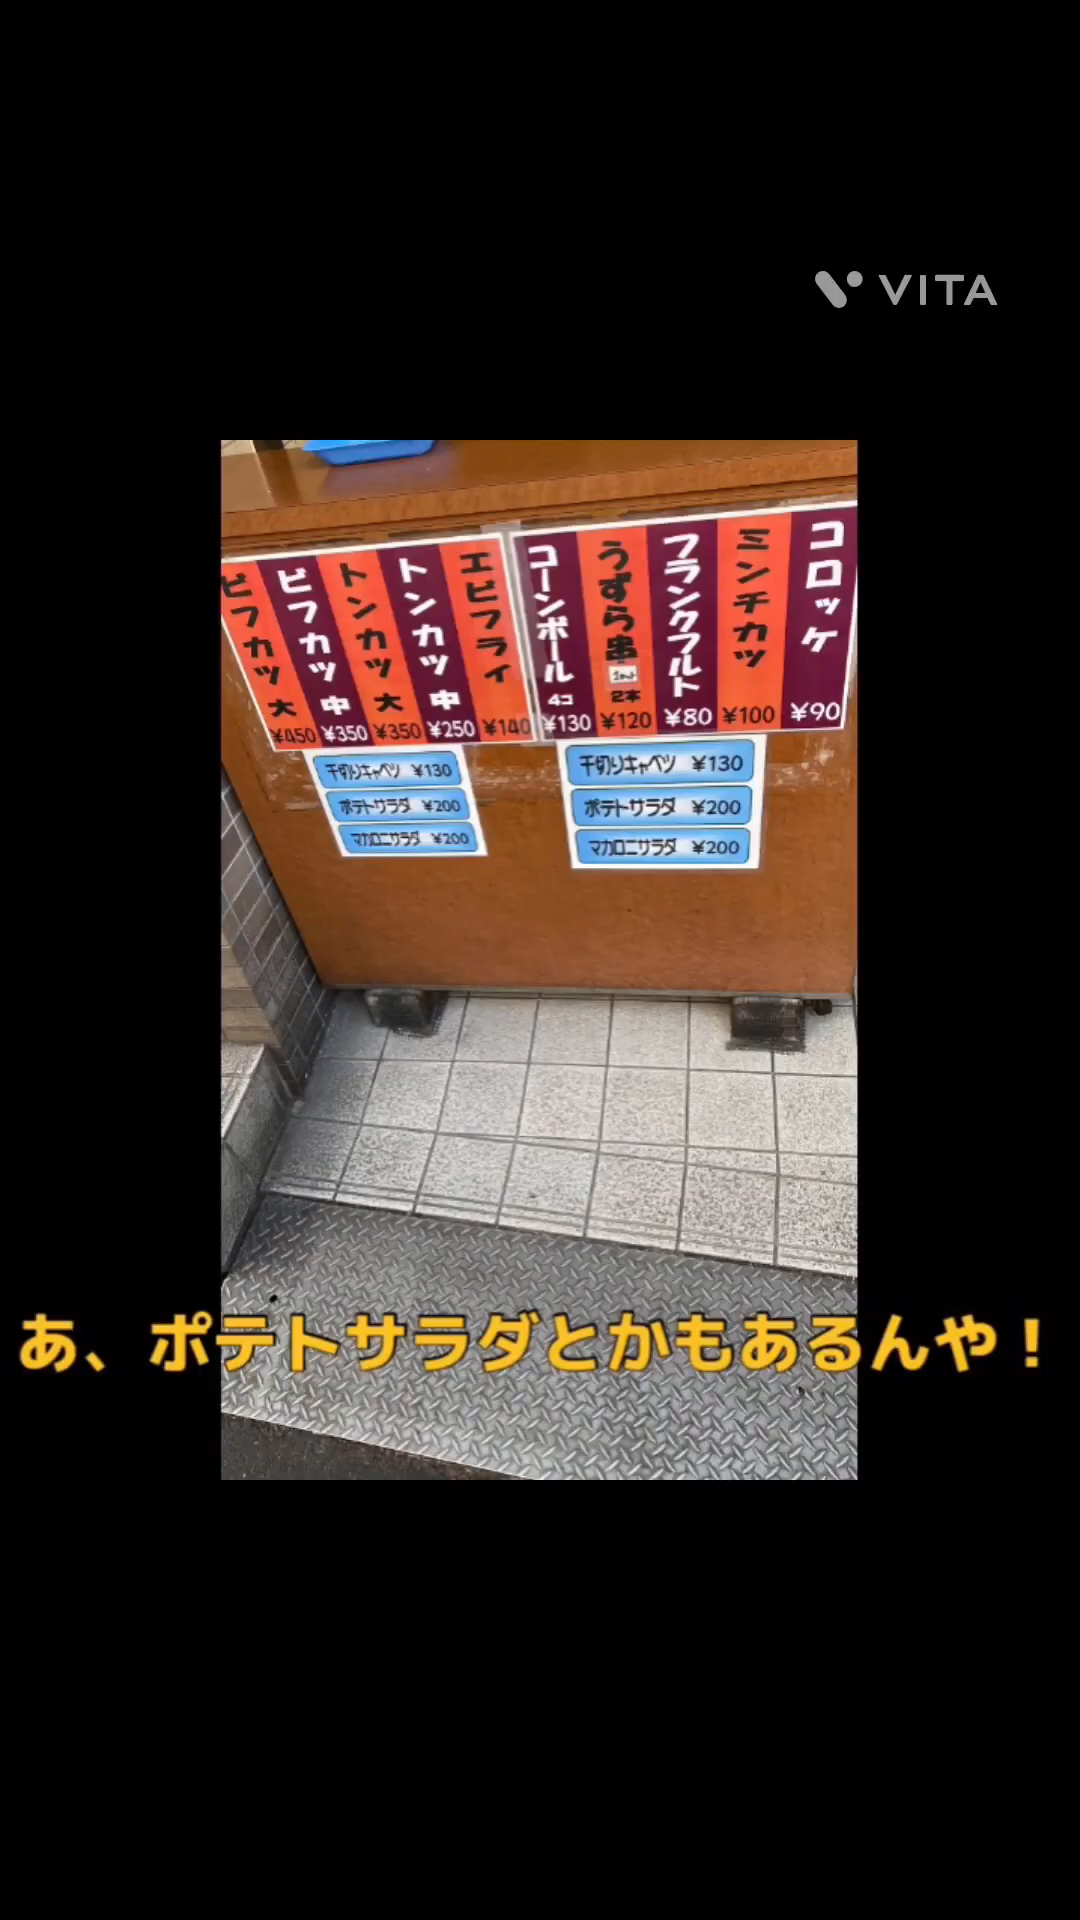 VITA
コロッケ ¥90
ミンチカツ ¥100
フランクフルト ¥80
うずら串 2本 ¥120
コーンボール 4コ ¥130
エビフライ ¥140
トンカツ 中 ¥250
トンカツ 大 ¥350
ビフカツ 中 ¥350
ビフカツ 大 ¥450
千切りキャベツ ¥130
ポテトサラダ ¥200
マカロニサラダ ¥200
千切りキャベツ ¥130
ポテトサラダ ¥200
マカロニサラダ ¥200
あ、ポテトサラダとかもあるんや！